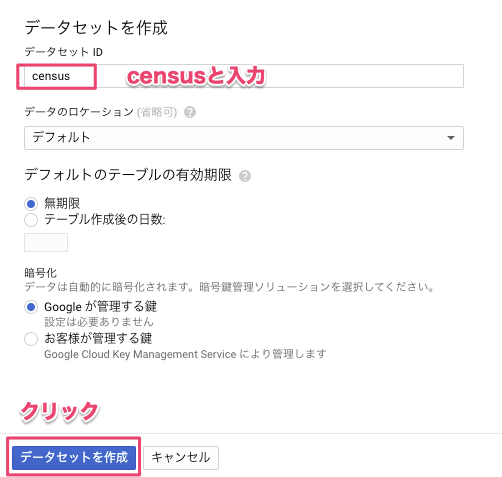 データセットを作成
データセット ID
census
censusと入力
データのロケーション (省略可) ?
デフォルト
デフォルトのテーブルの有効期限 ?
無期限
テーブル作成後の日数:
暗号化
データは自動的に暗号化されます。暗号鍵管理ソリューションを選択してください。
Google が管理する鍵
設定は必要ありません
お客様が管理する鍵
Google Cloud Key Management Service により管理します
クリック
データセットを作成 キャンセル